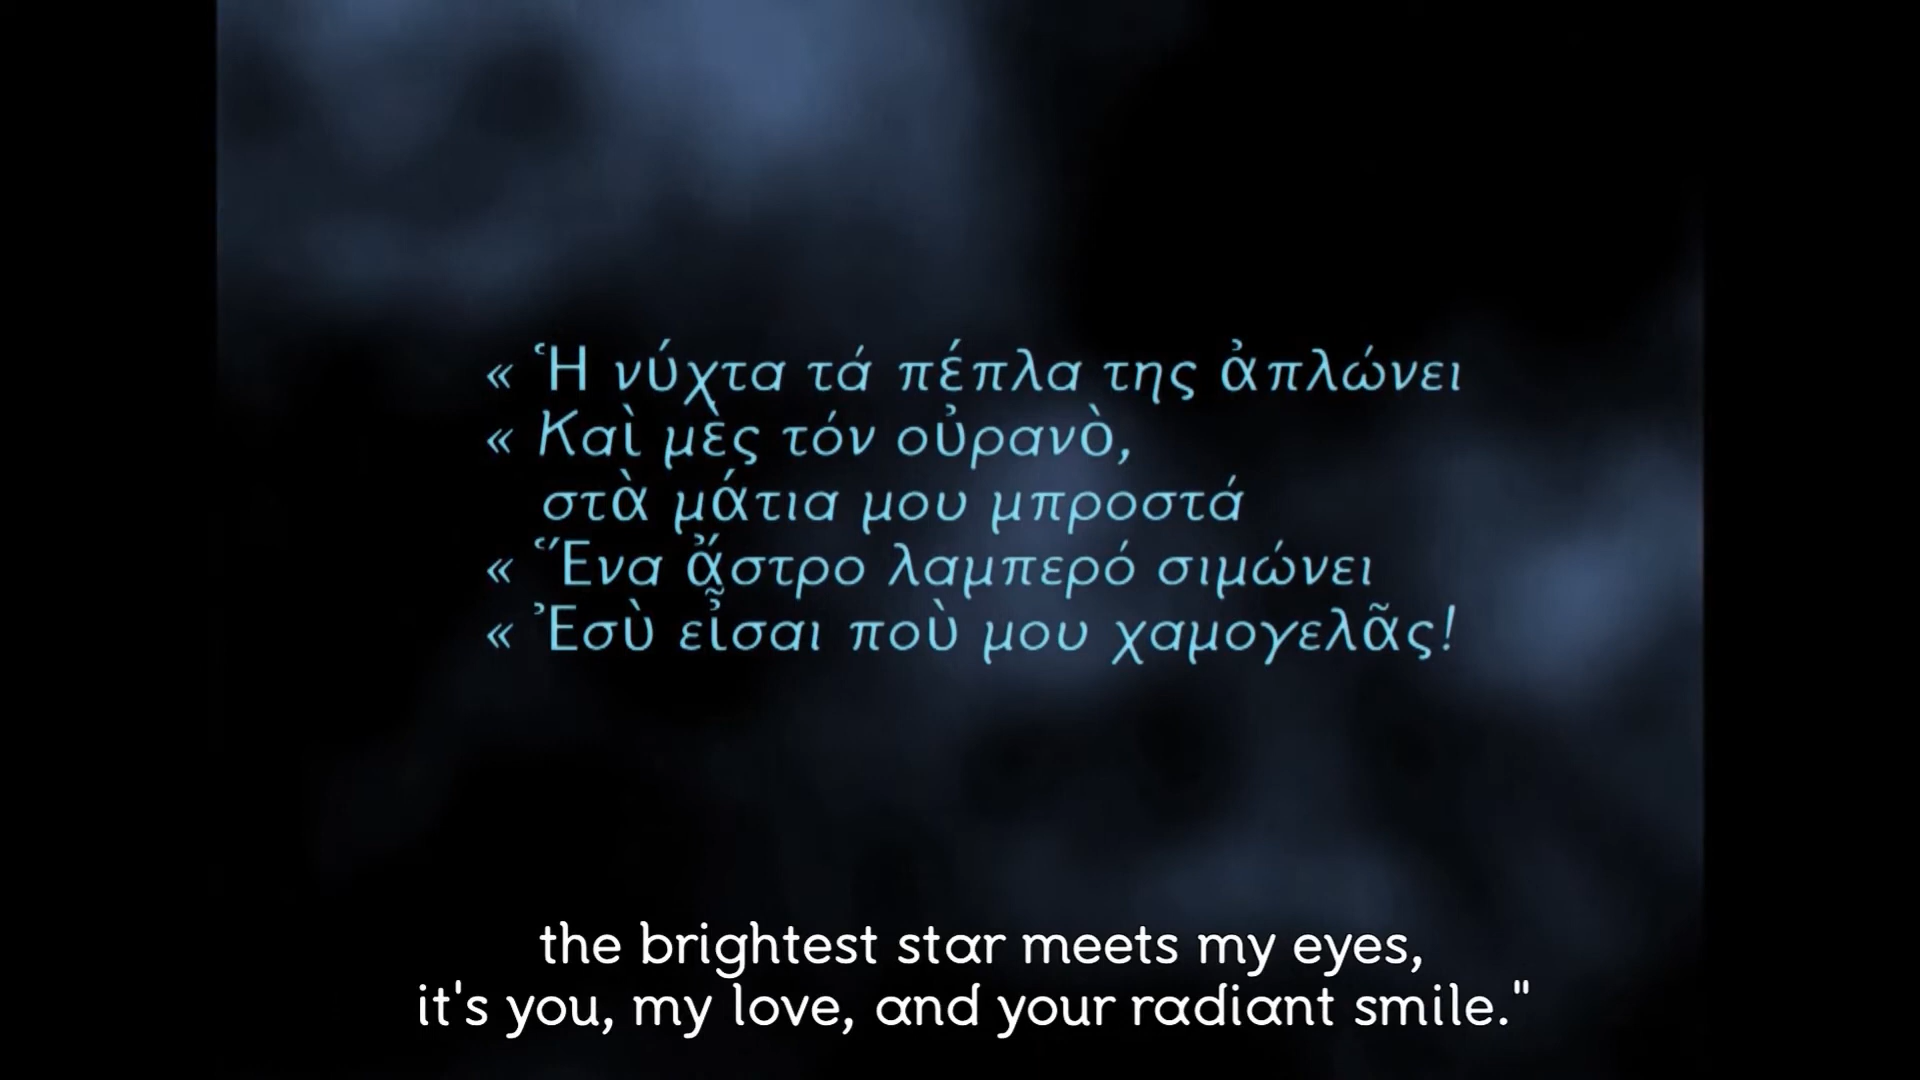 « Ἡ νύχτα τά πέπλα της ἀπλώνει
« Καὶ μὲς τόν οὐρανὸ,
στὰ μάτια μου μπροστά
« Ἕνα ἄστρο λαμπερό σιμώνει
« Ἐσὺ εἶσαι ποὺ μου χαμογελᾶς!
the brightest star meets my eyes,
it's you, my love, and your radiant smile."